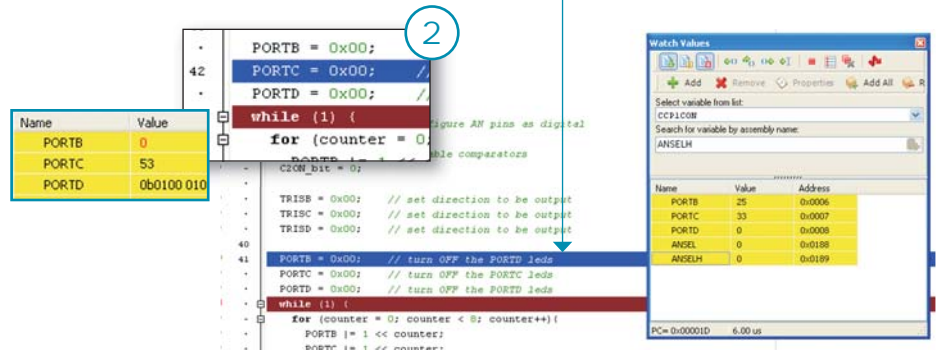 2
PORTB = 0x00;
42 PORTC = 0x00; //
PORTD = 0x00; //
while (1) {
for (counter = 0;
Name Value
PORTB 0
PORTC 53
PORTD 0b0100 010
figure AN pins as digital
ble comparators
C2ON_bit = 0;
TRISB = 0x00; // set direction to be output
TRISC = 0x00; // set direction to be output
TRISD = 0x00; // set direction to be output
40
41 PORTB = 0x00; // turn OFF the PORTD leds
PORTC = 0x00; // turn OFF the PORTC leds
PORTD = 0x00; // turn OFF the PORTD leds
while (1) {
for (counter = 0; counter < 8; counter++){
PORTB |= 1 << counter;
PORTC |= 1 << counter;
Watch Values
Add Remove Properties Add All R
Select variable from list:
CCP1CON
Search for variable by assembly name:
ANSELH
Name Value Address
PORTB 25 0x0006
PORTC 33 0x0007
PORTD 0 0x0008
ANSEL 0 0x0188
ANSELH 0 0x0189
PC= 0x00001D 6.00 us